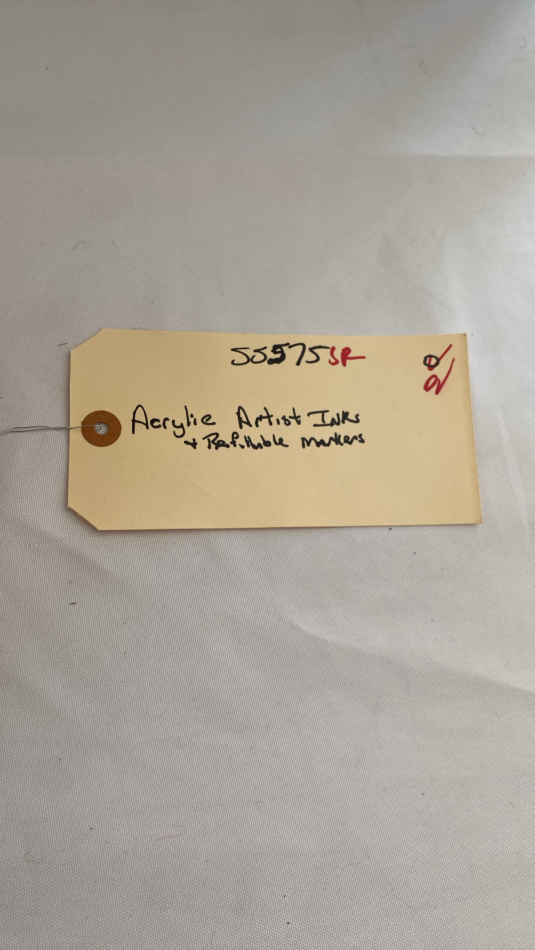 55575SR
Acrylic Artist Inks
+ Refillable markers